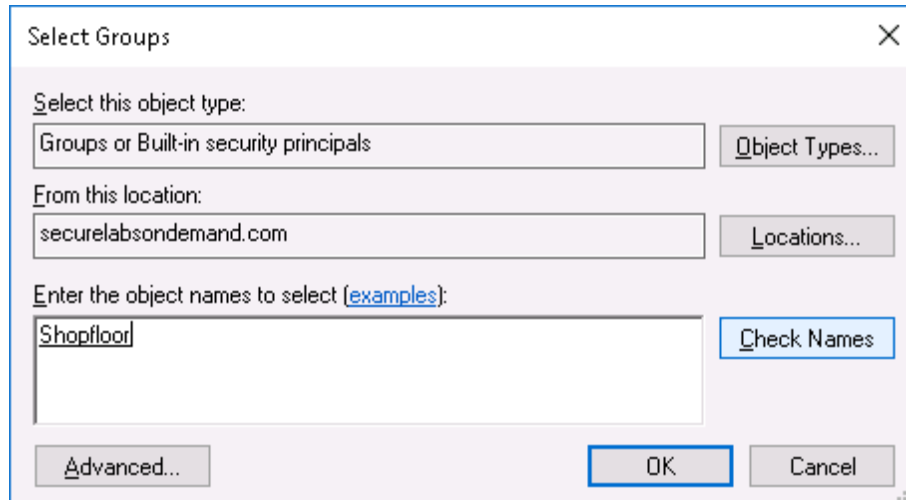 Select Groups
Select this object type:
Groups or Built-in security principals
Object Types...
From this location:
securelabsondemand.com
Locations...
Enter the object names to select (examples):
Shopfloor
Check Names
Advanced...
OK
Cancel